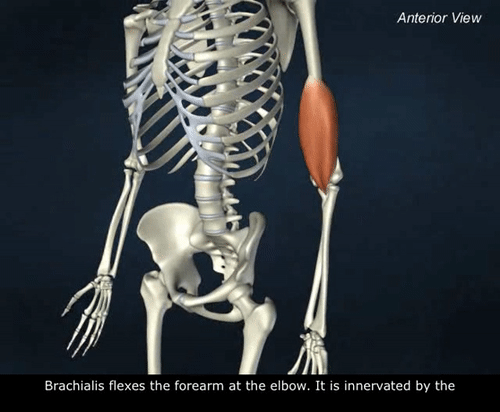 Anterior View
Brachialis flexes the forearm at the elbow. It is innervated by the